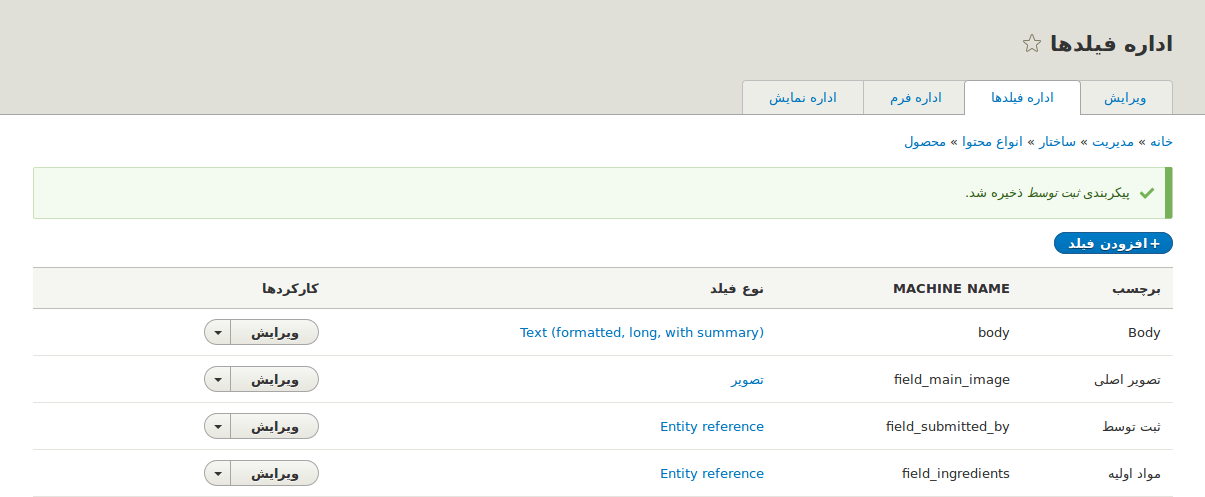 اداره فیلدها
ویرایش
اداره فیلدها
اداره فرم
اداره نمایش
خانه » مدیریت » ساختار » انواع محتوا » محصول
پیکربندی ثبت توسط ذخیره شد.
+ افزودن فیلد
برچسب MACHINE NAME نوع فیلد کارکردها
Body body Text (formatted, long, with summary) ویرایش
تصویر اصلی field_main_image تصویر ویرایش
ثبت توسط field_submitted_by Entity reference ویرایش
مواد اولیه field_ingredients Entity reference ویرایش